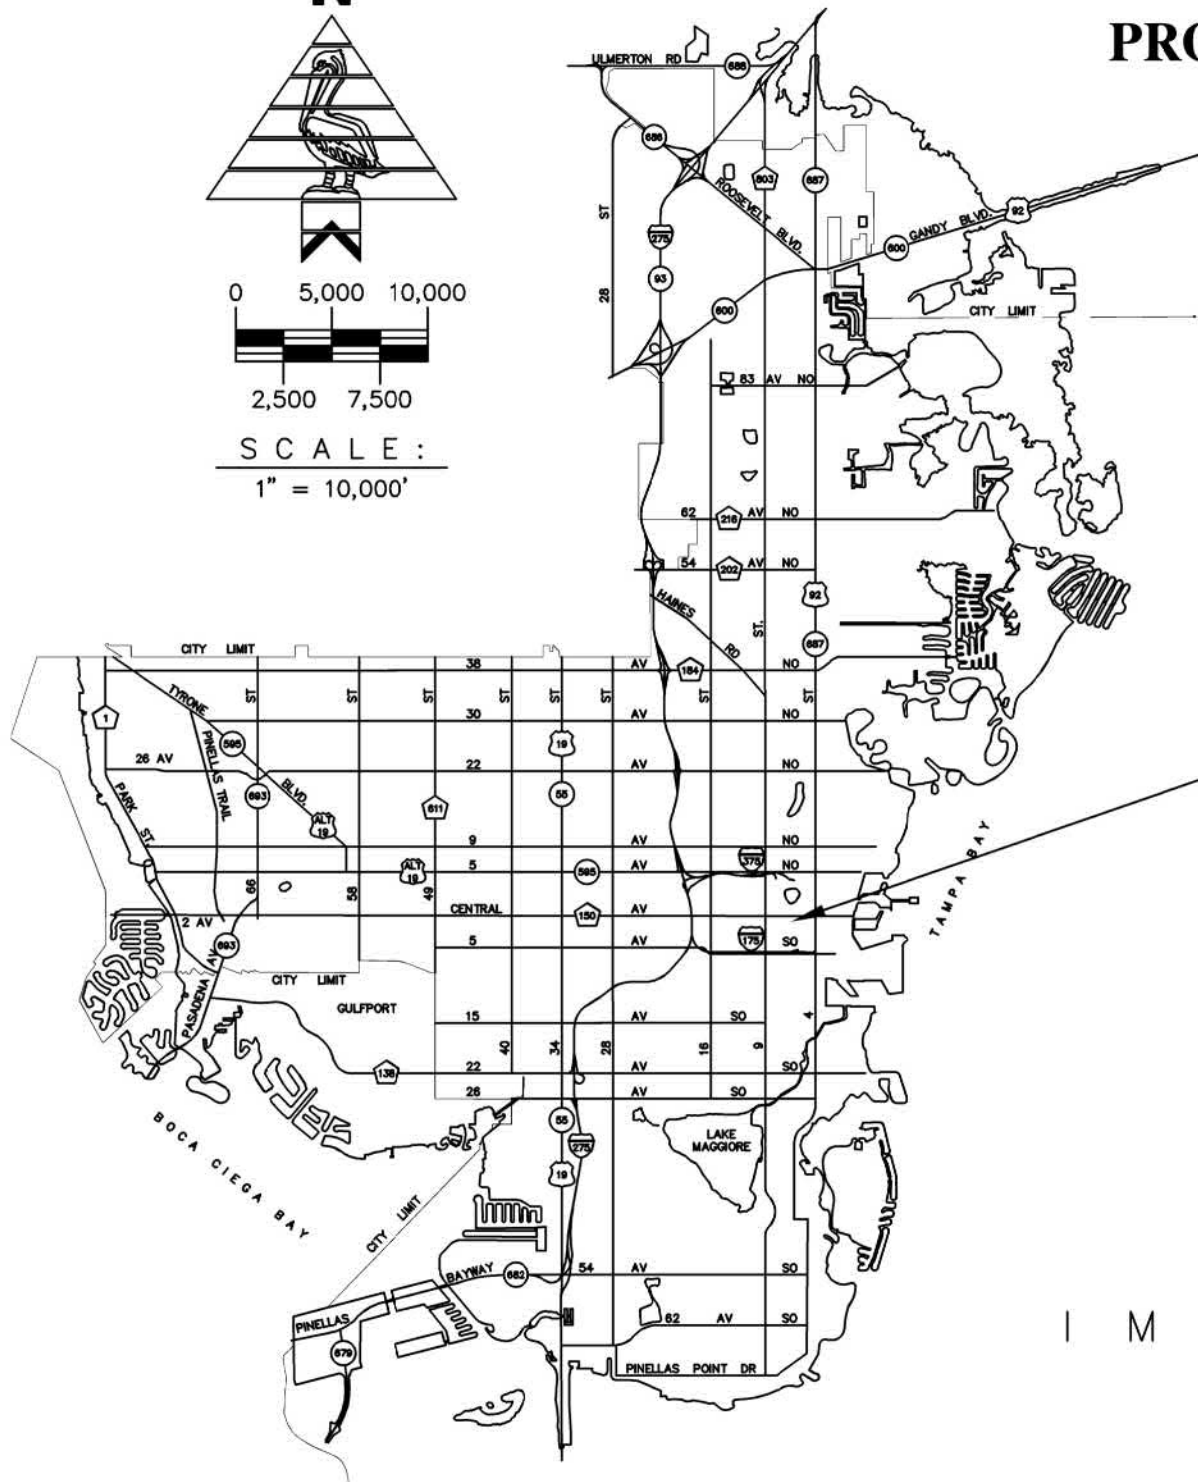 N
PRO
0 5,000 10,000
2,500 7,500
SCALE:
1" = 10,000'
ULMERTON RD
688
686
28 ST
ROOSEVELT BLVD.
803
687
275
93
600
600
GANDY BLVD.
92
CITY LIMIT
83 AV NO
62 216 AV NO
54 202 AV NO
92
HAINES RD
ST.
687
CITY LIMIT
38 AV 184 NO
ST ST ST ST ST ST ST ST
TYRONE
1
30 AV NO
595
19
PINELLAS TRAIL
26 AV
22 AV NO
BLVD.
693
55
611
PARK ST.
ALT 19
9 AV NO
375
5 595 AV NO
ALT 19
66
58
49
CENTRAL 150 AV
2 AV
TAMPA BAY
693
5 AV 175 SO
CITY LIMIT
PASADENA AV
GULFPORT
15 AV SO
4
40
34
28
16
9
138
22 AV SO
26 AV SO
55
275
LAKE
MAGGIORE
19
BOCA CIEGA BAY
CITY LIMIT
BAYWAY
682
54 AV SO
PINELLAS
62 AV SO
679
PINELLAS POINT DR
I M